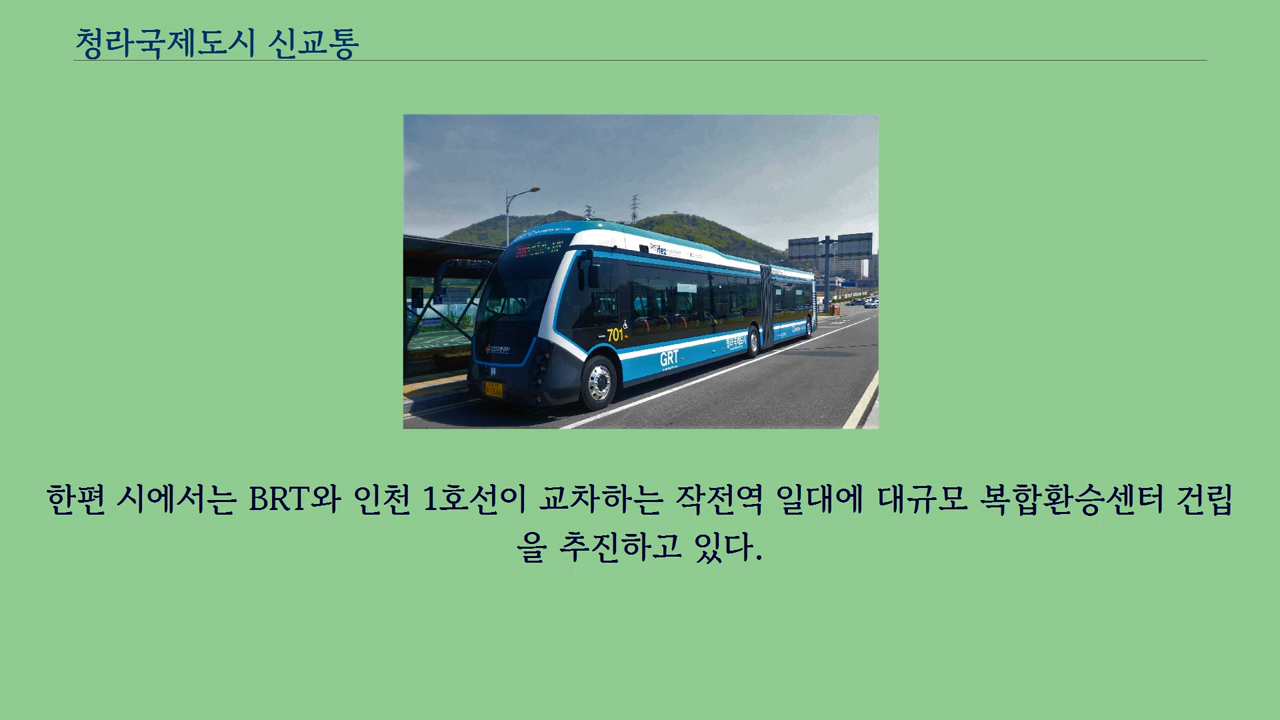 청라국제도시 신교통
701
GRT
한편 시에서는 BRT와 인천 1호선이 교차하는 작전역 일대에 대규모 복합환승센터 건립
을 추진하고 있다.